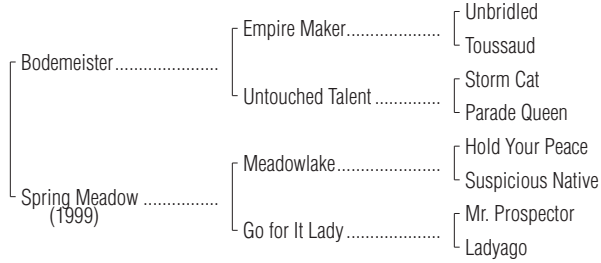 Unbridled
Empire Maker....................
Toussaud
Bodemeister......................
Storm Cat
Untouched Talent ..............
Parade Queen
Hold Your Peace
Meadowlake......................
Suspicious Native
Spring Meadow ................
(1999)
Mr. Prospector
Go for It Lady....................
Ladyago